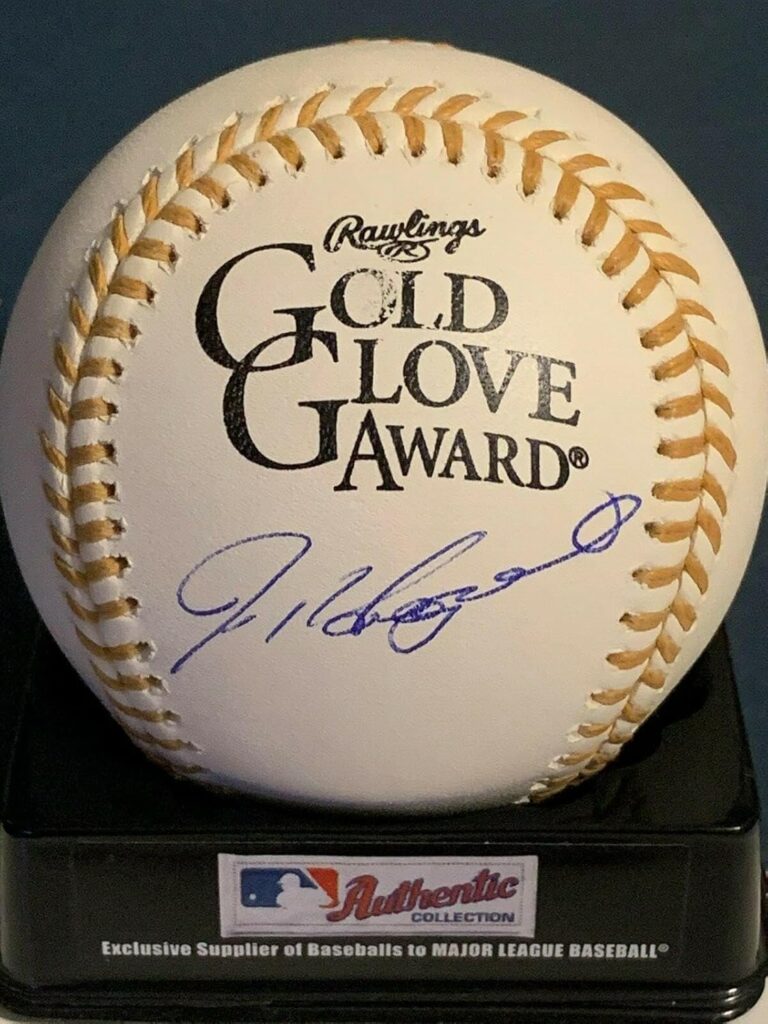 Rawlings
R
GOLD
GLOVE
AWARD®
Authentic
COLLECTION
Exclusive Supplier of Baseballs to MAJOR LEAGUE BASEBALL®